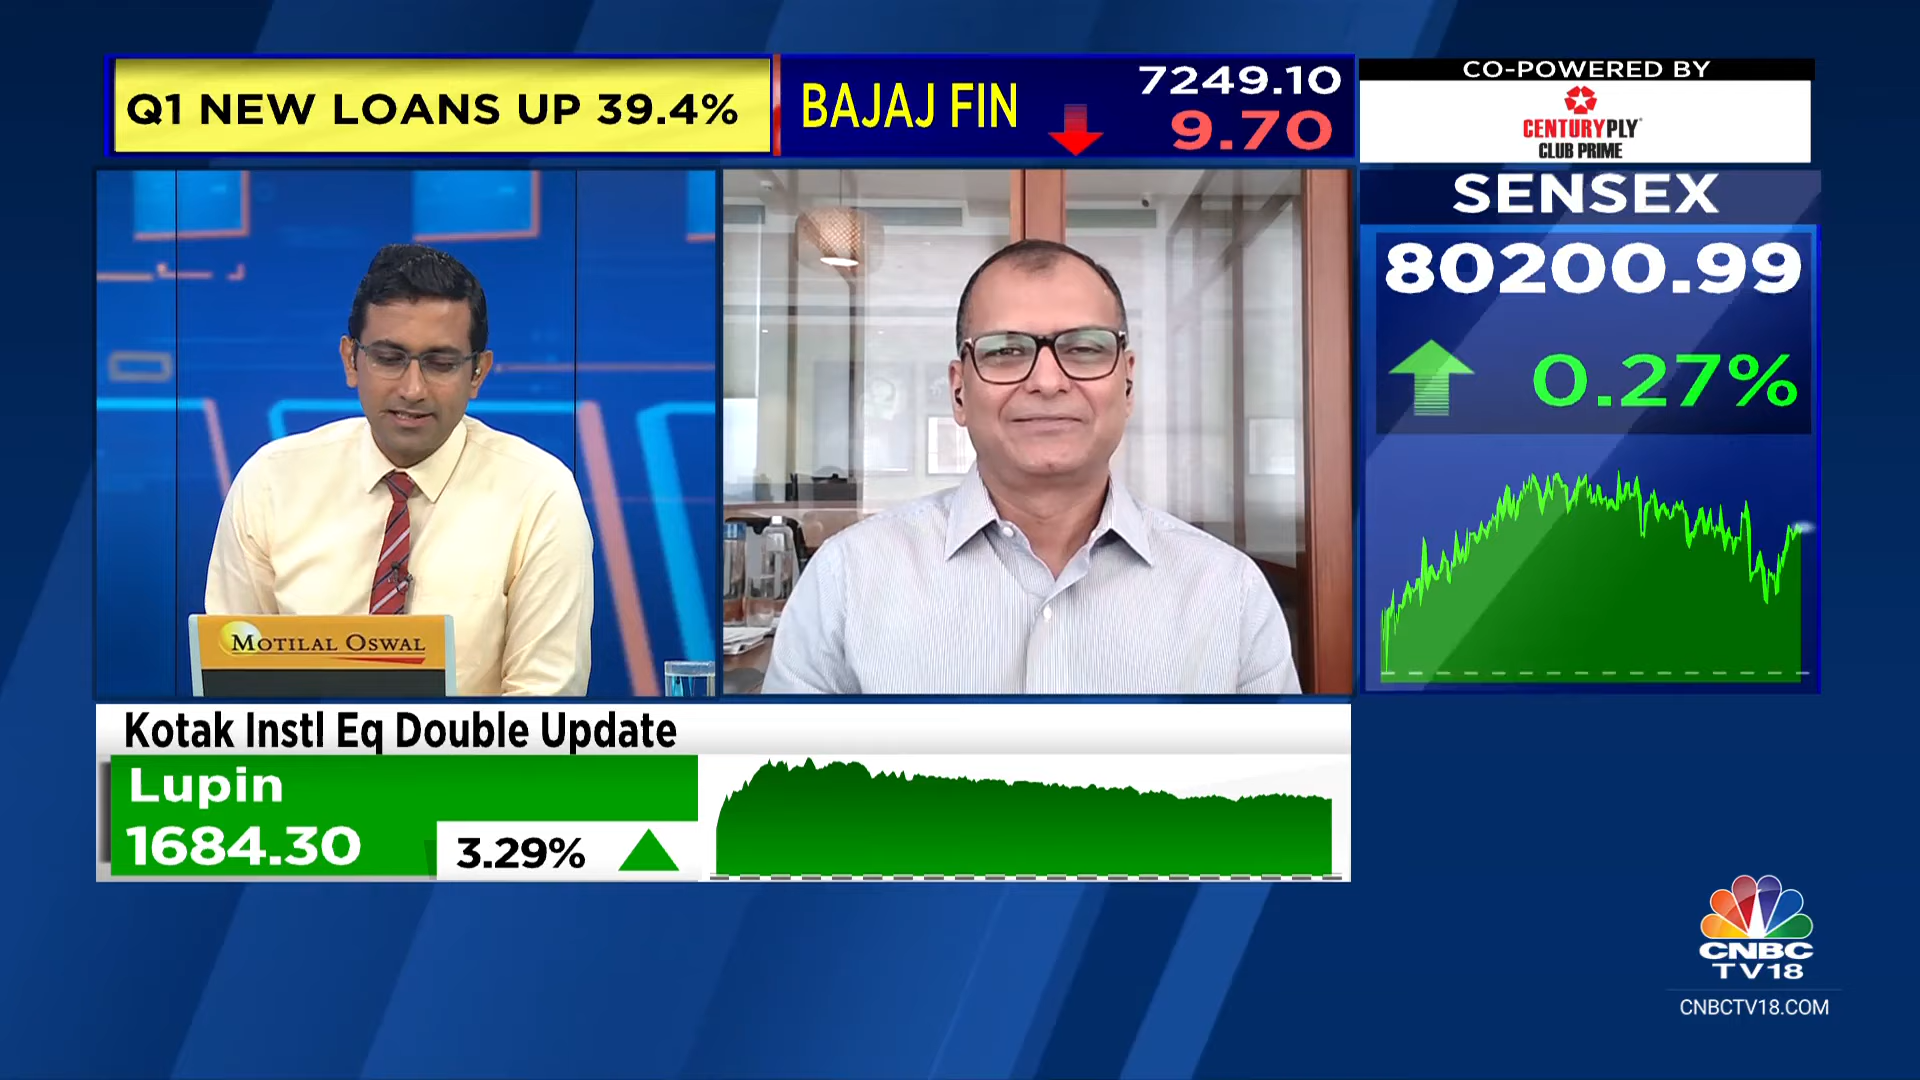 Q1 NEW LOANS UP 39.4%
BAJAJ FIN
7249.10
9.70
CO-POWERED BY
CENTURYPLY
CLUB PRIME
SENSEX
80200.99
0.27%
MOTILAL OSWAL
Kotak Instl Eq Double Update
Lupin
1684.30
3.29%
CNBC
TV18
CNBCTV18.COM